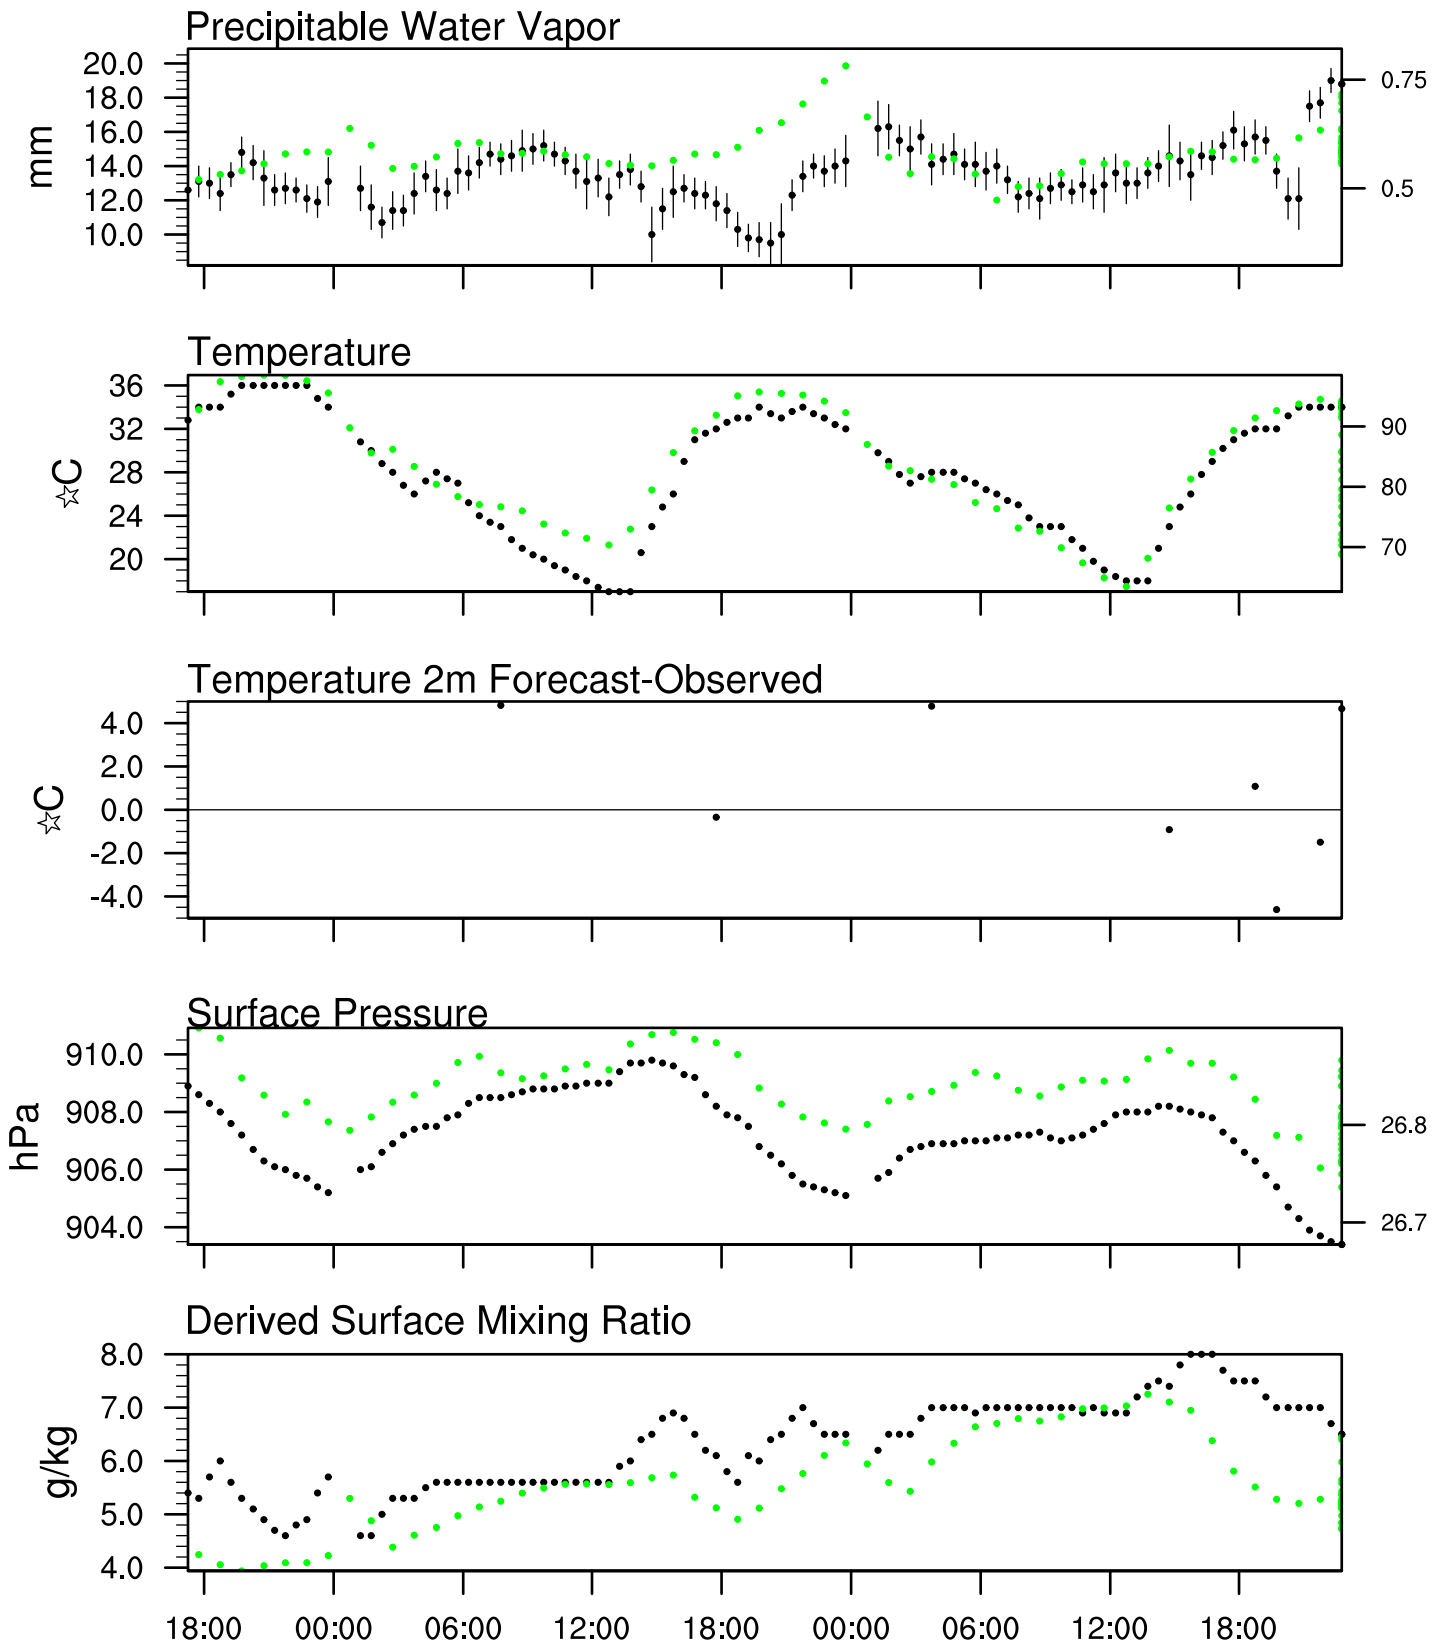 Precipitable Water Vapor
20.0
18.0
16.0
14.0
12.0
10.0
mm
0.75
0.5
Temperature
36
32
28
24
20
☆C
90
80
70
Temperature 2m Forecast-Observed
4.0
2.0
0.0
-2.0
-4.0
☆C
Surface Pressure
910.0
908.0
906.0
904.0
hPa
26.8
26.7
Derived Surface Mixing Ratio
8.0
7.0
6.0
5.0
4.0
g/kg
18:00 00:00 06:00 12:00 18:00 00:00 06:00 12:00 18:00